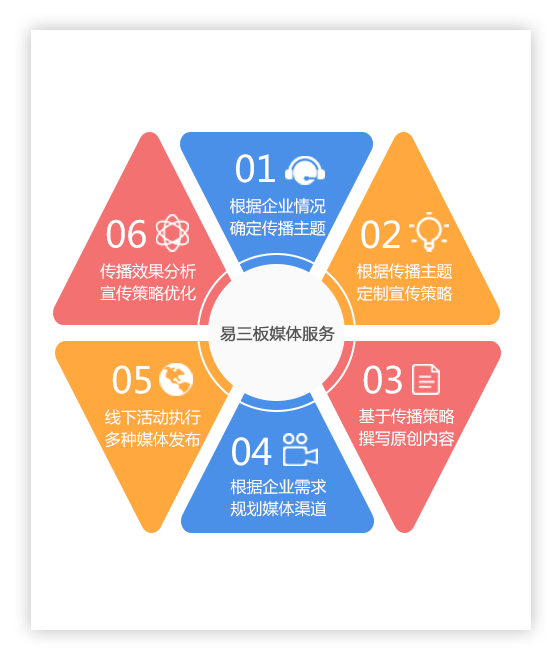 01
根据企业情况
确定传播主题
02
根据传播主题
定制宣传策略
03
基于传播策略
撰写原创内容
04
根据企业需求
规划媒体渠道
05
线下活动执行
多种媒体发布
06
传播效果分析
宣传策略优化
易三板媒体服务